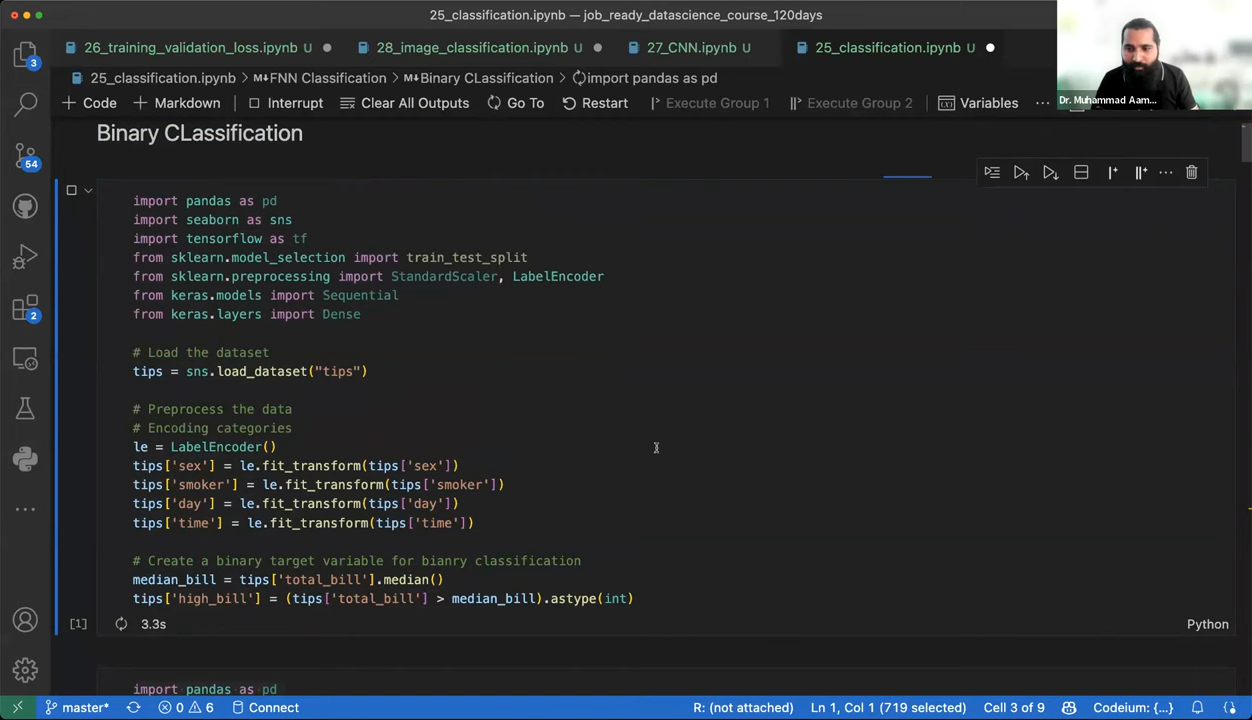 25_classification.ipynb — job_ready_datascience_course_120days
26_training_validation_loss.ipynb U
28_image_classification.ipynb U
27_CNN.ipynb U
25_classification.ipynb U
25_classification.ipynb > M↓FNN Classification > M↓Binary CLassification > import pandas as pd
+ Code + Markdown Interrupt Clear All Outputs Go To Restart Execute Group 1 Execute Group 2 Variables ...
Dr. Muhammad Aam...
Binary CLassification
import pandas as pd
import seaborn as sns
import tensorflow as tf
from sklearn.model_selection import train_test_split
from sklearn.preprocessing import StandardScaler, LabelEncoder
from keras.models import Sequential
from keras.layers import Dense
# Load the dataset
tips = sns.load_dataset("tips")
# Preprocess the data
# Encoding categories
le = LabelEncoder()
tips['sex'] = le.fit_transform(tips['sex'])
tips['smoker'] = le.fit_transform(tips['smoker'])
tips['day'] = le.fit_transform(tips['day'])
tips['time'] = le.fit_transform(tips['time'])
# Create a binary target variable for bianry classification
median_bill = tips['total_bill'].median()
tips['high_bill'] = (tips['total_bill'] > median_bill).astype(int)
[1] 3.3s Python
import pandas as pd
3
54
2
master* 0 6 Connect R: (not attached) Ln 1, Col 1 (719 selected) Cell 3 of 9 Codeium: {...}